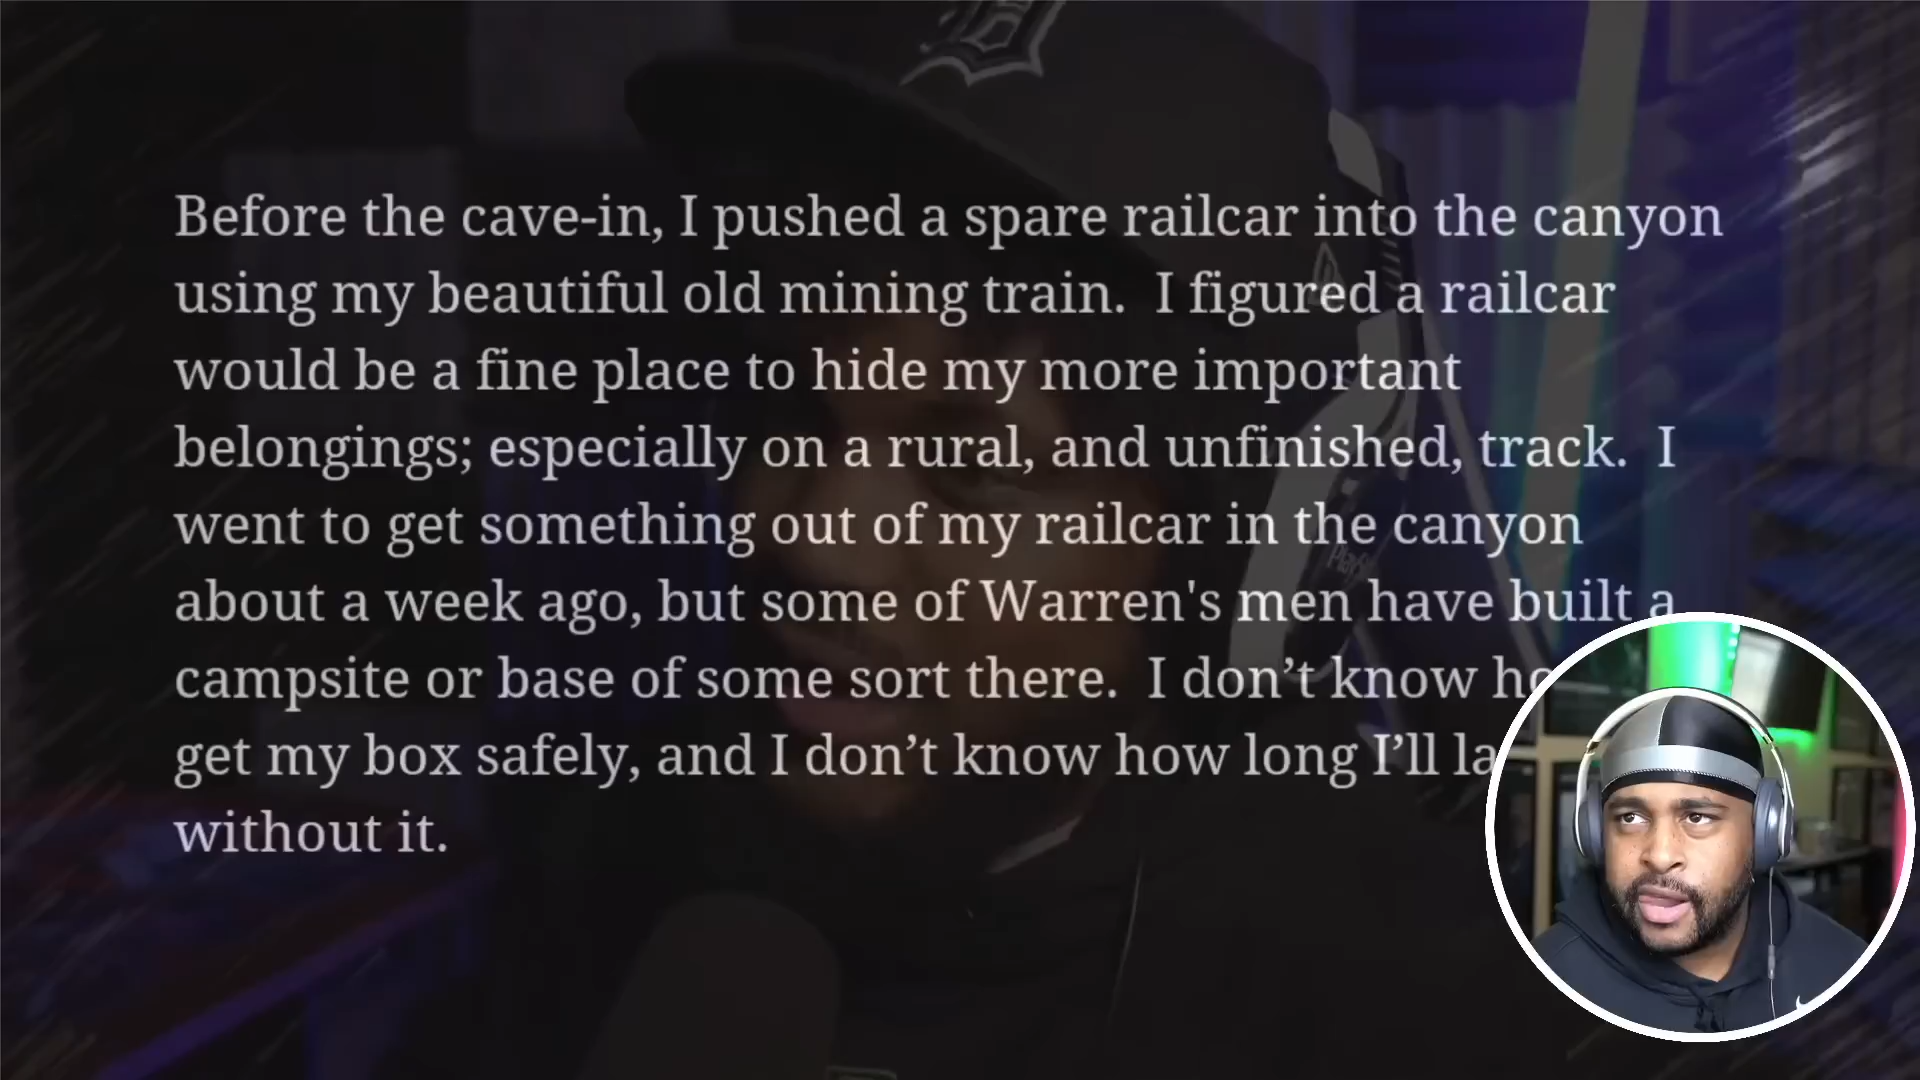 Before the cave-in, I pushed a spare railcar into the canyon
using my beautiful old mining train.  I figured a railcar
would be a fine place to hide my more important
belongings; especially on a rural, and unfinished, track.  I
went to get something out of my railcar in the canyon
about a week ago, but some of Warren's men have built a
campsite or base of some sort there.  I don’t know
get my box safely, and I don’t know how long I’ll
without it.
PlayS